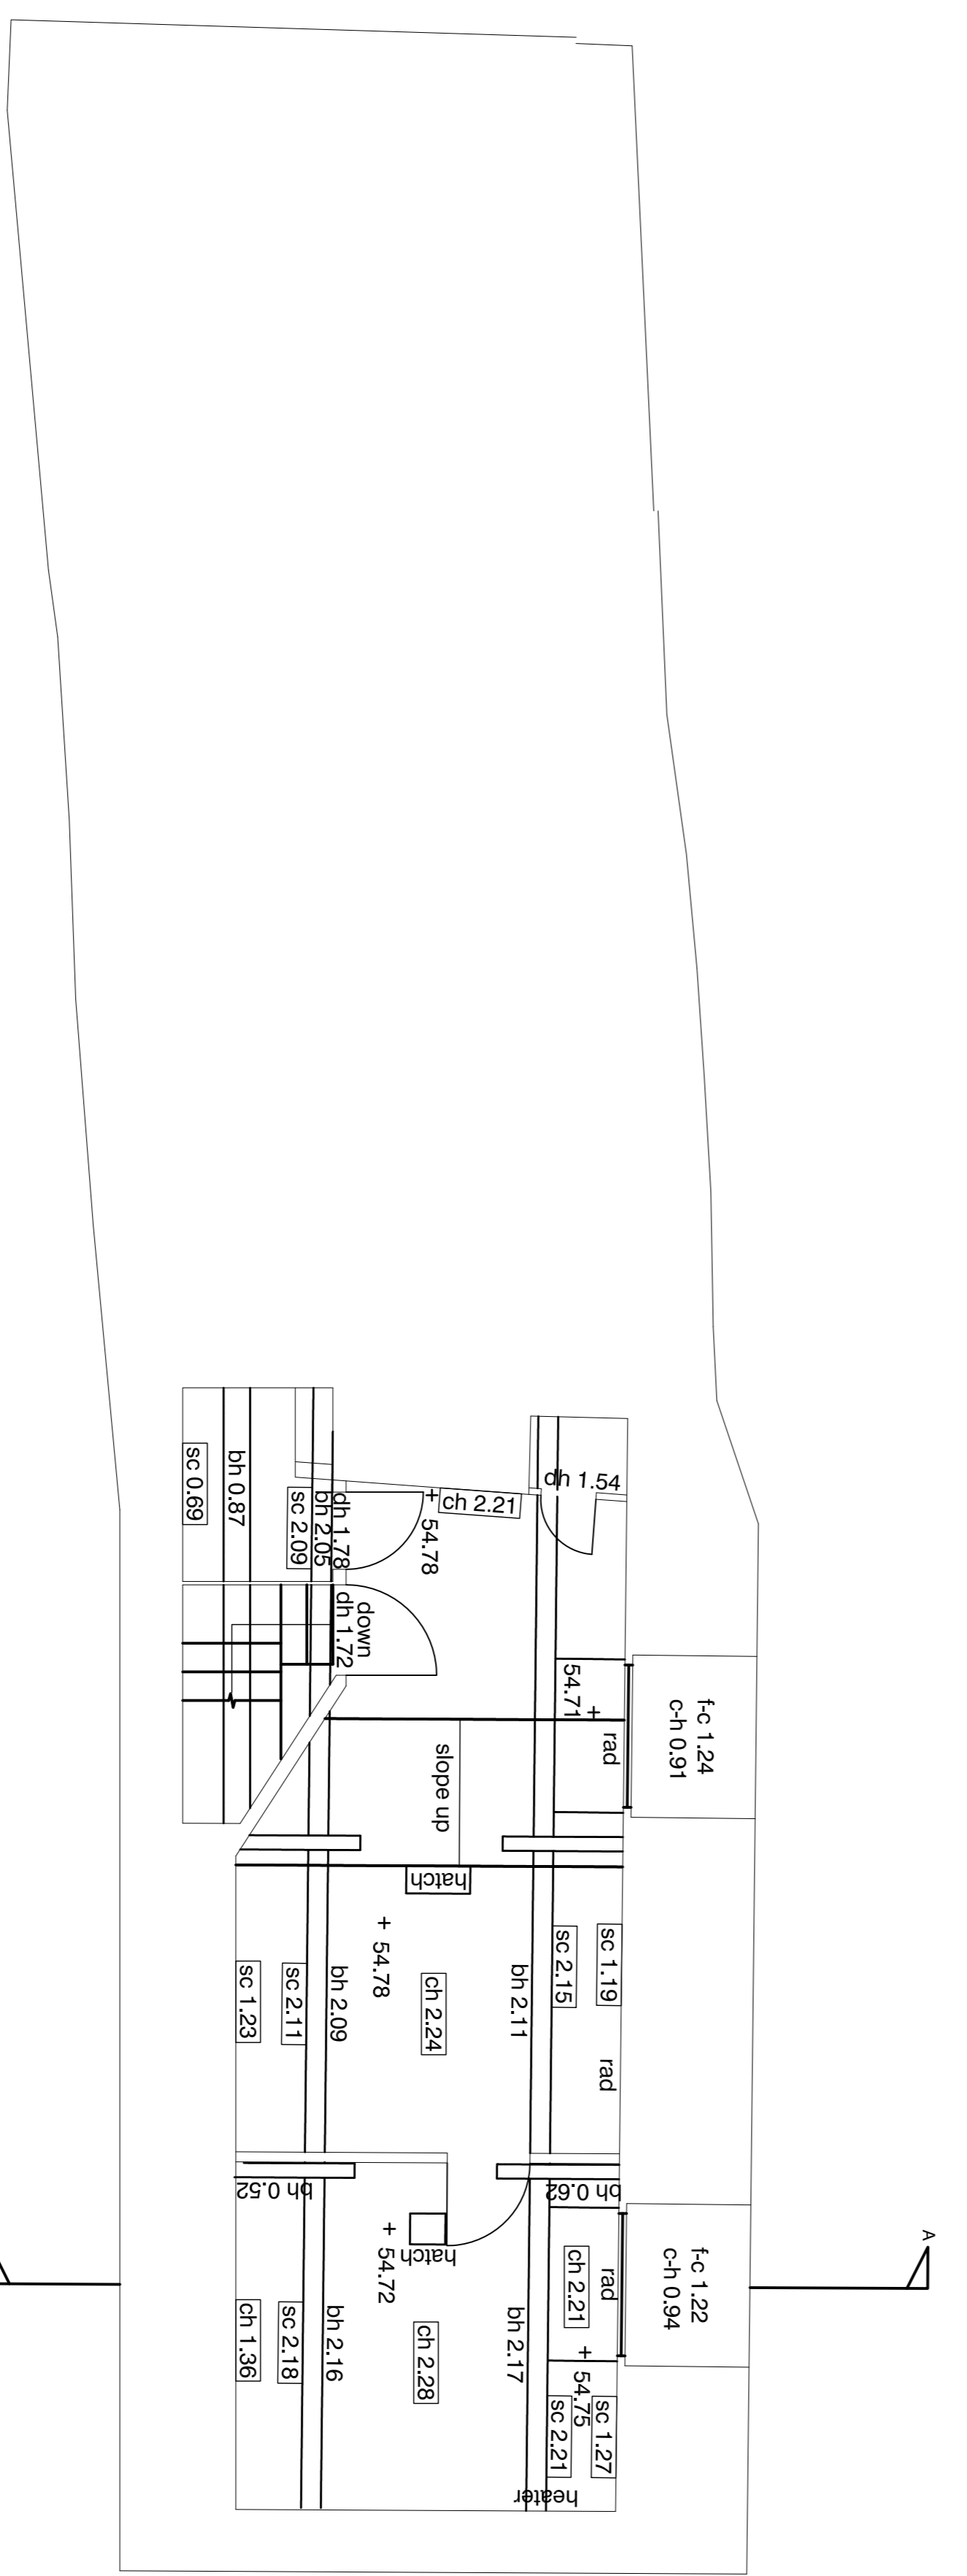 dh 1.54
ch 2.21
+ 54.78
bh 0.87
sc 0.69
dh 1.78
bh 2.05
sc 2.09
down
dh 1.72
f-c 1.24
c-h 0.91
54.71 +
rad
slope up
hatch
sc 1.19
sc 2.15
rad
bh 2.11
+ 54.78
ch 2.24
bh 2.09
sc 2.11
sc 1.23
bh 0.52
bh 0.62
A
f-c 1.22
c-h 0.94
rad
ch 2.21
hatch
+ 54.72
bh 2.17
ch 2.28
bh 2.16
sc 2.18
ch 1.36
+ 54.75
sc 1.27
sc 2.21
heater